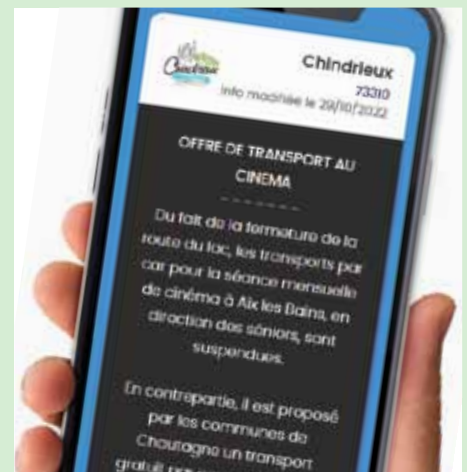 Chindrieux
Chindrieux
73310
Info modifiée le 29/10/2022
OFFRE DE TRANSPORT AU
CINEMA
-------
Du fait de la fermeture de la
route du lac, les transports par
car pour la séance mensuelle
de cinéma à Aix les Bains, en
direction des séniors, sont
suspendues.
En contrepartie, il est proposé
par les communes de
Chautagne un transport
gratuit